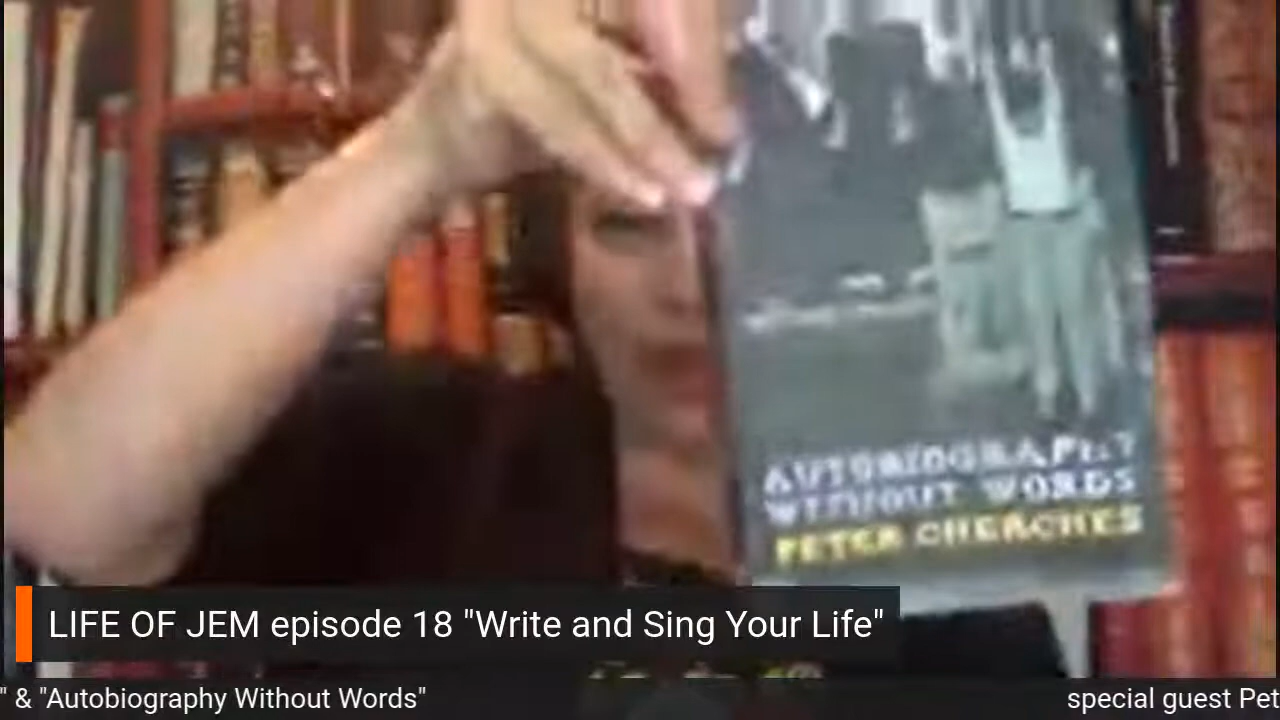 AUTOBIOGRAPHY
WITHOUT WORDS
PETER CHERCHES
LIFE OF JEM episode 18 "Write and Sing Your Life"
" & "Autobiography Without Words"
special guest Pet